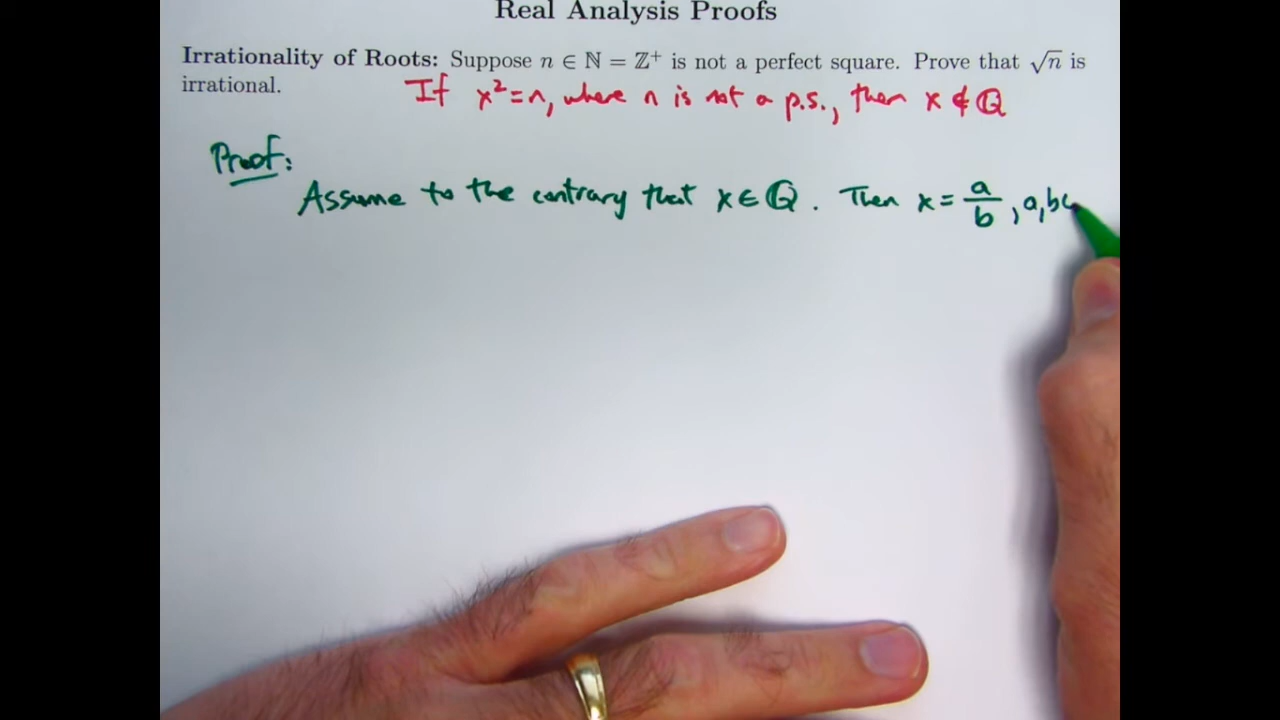 Real Analysis Proofs
Irrationality of Roots: Suppose n ∈ ℕ = ℤ⁺ is not a perfect square. Prove that √n is
irrational.
If x²=n, where n is not a p.s., then x ∉ ℚ
Proof:
Assume to the contrary that x ∈ ℚ. Then x = a/b, a,b